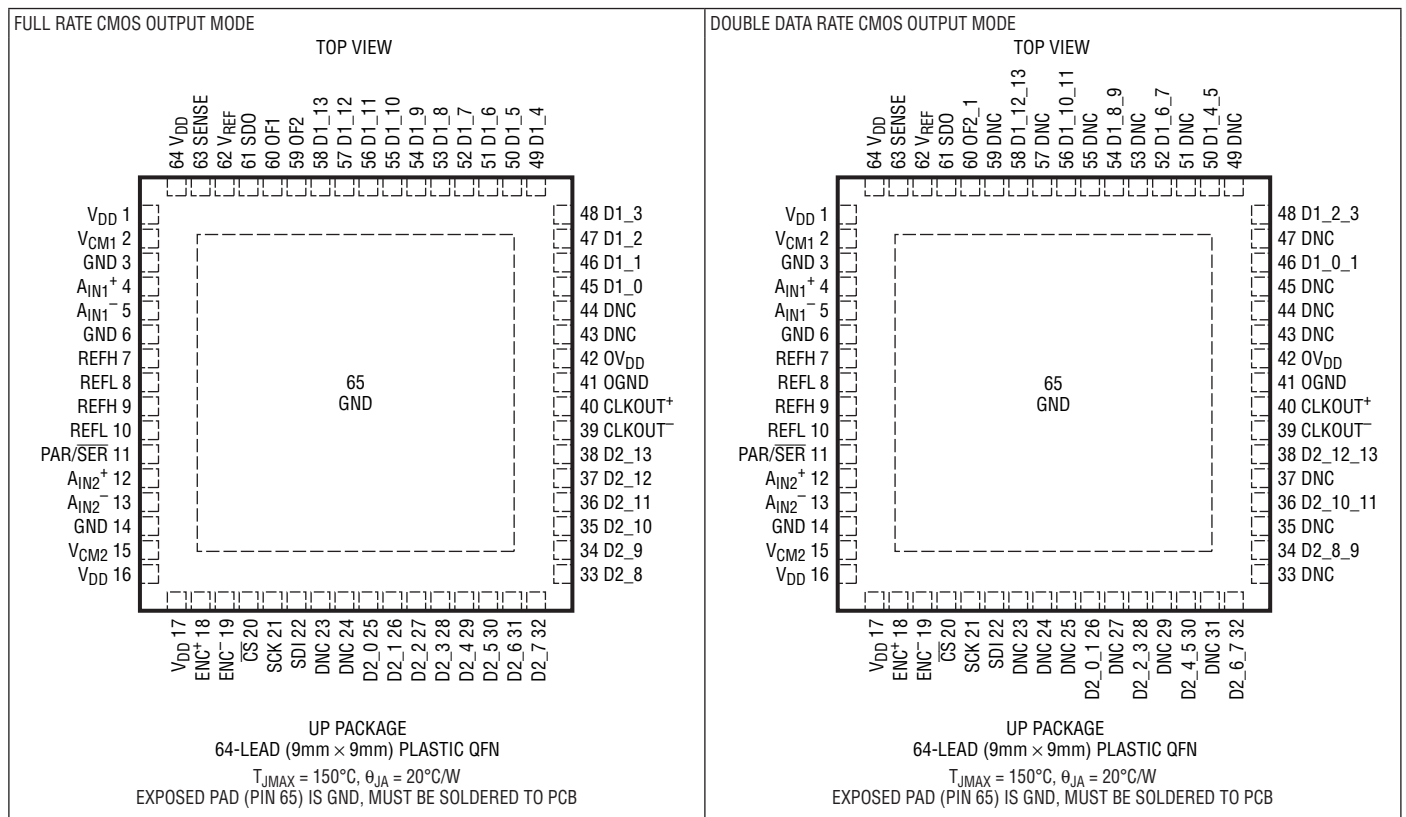 FULL RATE CMOS OUTPUT MODE
TOP VIEW
64 VDD
63 SENSE
62 VREF
61 SDO
60 OF1
59 OF2
58 D1_13
57 D1_12
56 D1_11
55 D1_10
54 D1_9
53 D1_8
52 D1_7
51 D1_6
50 D1_5
49 D1_4
VDD 1
VCM1 2
GND 3
AIN1+ 4
AIN1– 5
GND 6
REFH 7
REFL 8
REFH 9
REFL 10
PAR/SER 11
AIN2+ 12
AIN2– 13
GND 14
VCM2 15
VDD 16
65
GND
48 D1_3
47 D1_2
46 D1_1
45 D1_0
44 DNC
43 DNC
42 OVDD
41 OGND
40 CLKOUT+
39 CLKOUT–
38 D2_13
37 D2_12
36 D2_11
35 D2_10
34 D2_9
33 D2_8
VDD 17
ENC+ 18
ENC– 19
CS 20
SCK 21
SDI 22
DNC 23
DNC 24
D2_0 25
D2_1 26
D2_2 27
D2_3 28
D2_4 29
D2_5 30
D2_6 31
D2_7 32
UP PACKAGE
64-LEAD (9mm × 9mm) PLASTIC QFN
TJMAX = 150°C, θJA = 20°C/W
EXPOSED PAD (PIN 65) IS GND, MUST BE SOLDERED TO PCB
DOUBLE DATA RATE CMOS OUTPUT MODE
TOP VIEW
64 VDD
63 SENSE
62 VREF
61 SDO
60 OF2_1
59 DNC
58 D1_12_13
57 DNC
56 D1_10_11
55 DNC
54 D1_8_9
53 DNC
52 D1_6_7
51 DNC
50 D1_4_5
49 DNC
VDD 1
VCM1 2
GND 3
AIN1+ 4
AIN1– 5
GND 6
REFH 7
REFL 8
REFH 9
REFL 10
PAR/SER 11
AIN2+ 12
AIN2– 13
GND 14
VCM2 15
VDD 16
65
GND
48 D1_2_3
47 DNC
46 D1_0_1
45 DNC
44 DNC
43 DNC
42 OVDD
41 OGND
40 CLKOUT+
39 CLKOUT–
38 D2_12_13
37 DNC
36 D2_10_11
35 DNC
34 D2_8_9
33 DNC
VDD 17
ENC+ 18
ENC– 19
CS 20
SCK 21
SDI 22
DNC 23
DNC 24
DNC 25
D2_0_1 26
DNC 27
D2_2_3 28
DNC 29
D2_4_5 30
DNC 31
D2_6_7 32
UP PACKAGE
64-LEAD (9mm × 9mm) PLASTIC QFN
TJMAX = 150°C, θJA = 20°C/W
EXPOSED PAD (PIN 65) IS GND, MUST BE SOLDERED TO PCB